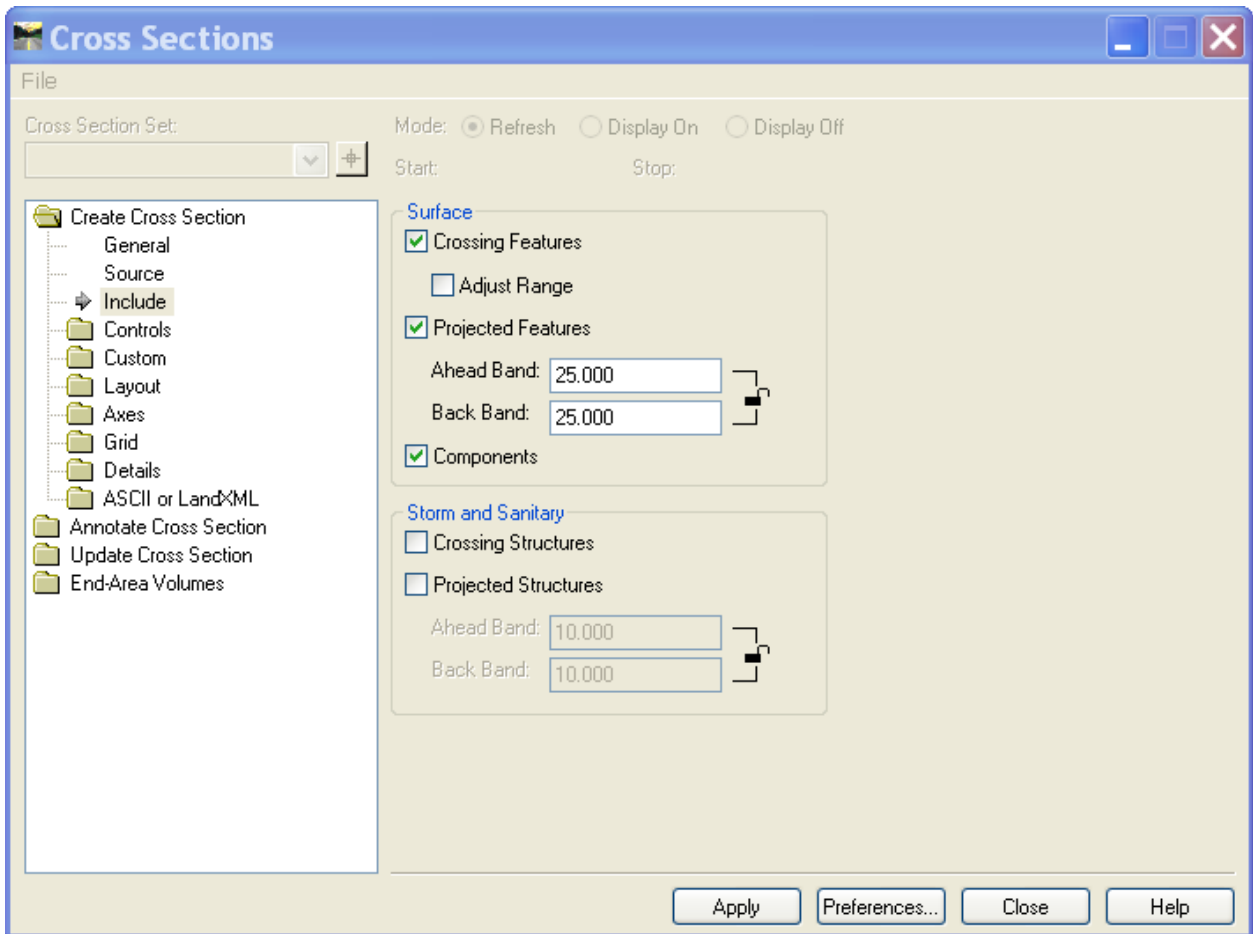 Cross Sections
File
Cross Section Set:
Mode: Refresh Display On Display Off
Start: Stop:
Create Cross Section
General
Source
Include
Controls
Custom
Layout
Axes
Grid
Details
ASCII or LandXML
Annotate Cross Section
Update Cross Section
End-Area Volumes
Surface
Crossing Features
Adjust Range
Projected Features
Ahead Band: 25.000
Back Band: 25.000
Components
Storm and Sanitary
Crossing Structures
Projected Structures
Ahead Band: 10.000
Back Band: 10.000
Apply Preferences... Close Help